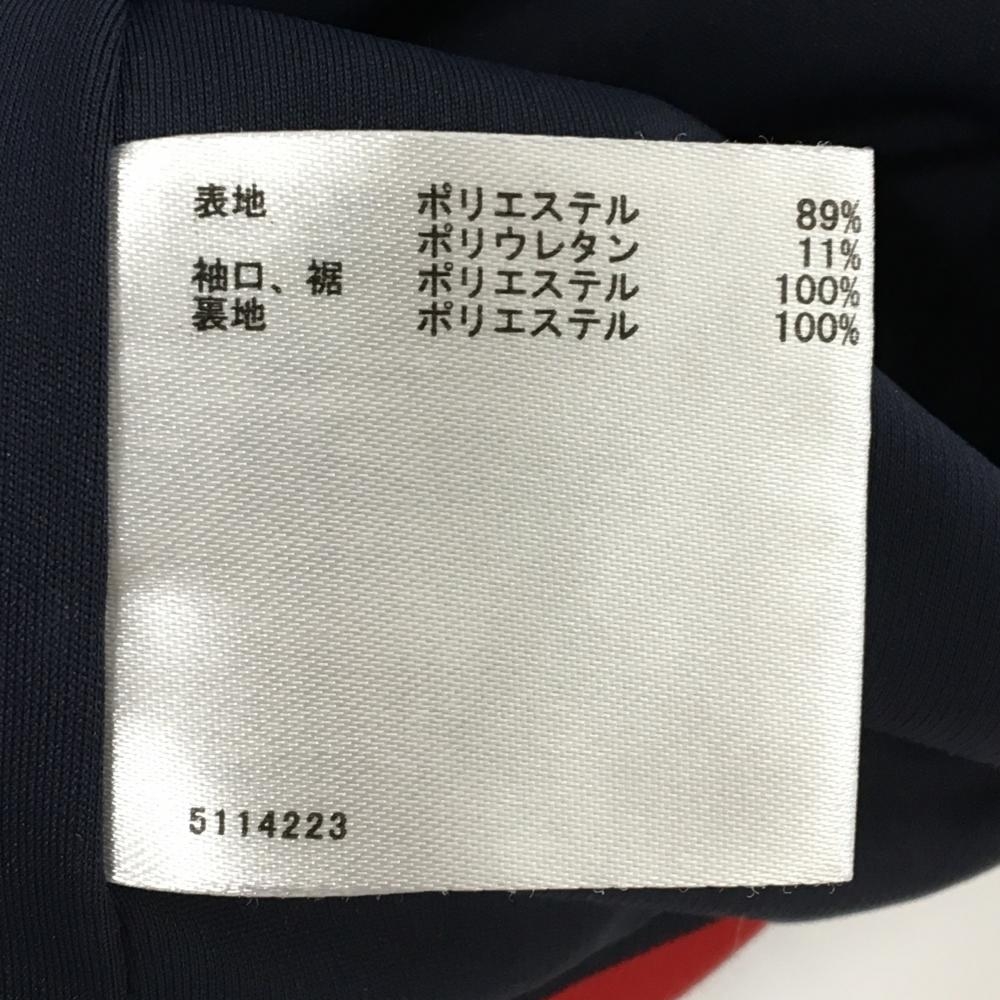 表地 ポリエステル 89%
ポリウレタン 11%
袖口、裾 ポリエステル 100%
裏地 ポリエステル 100%
5114223